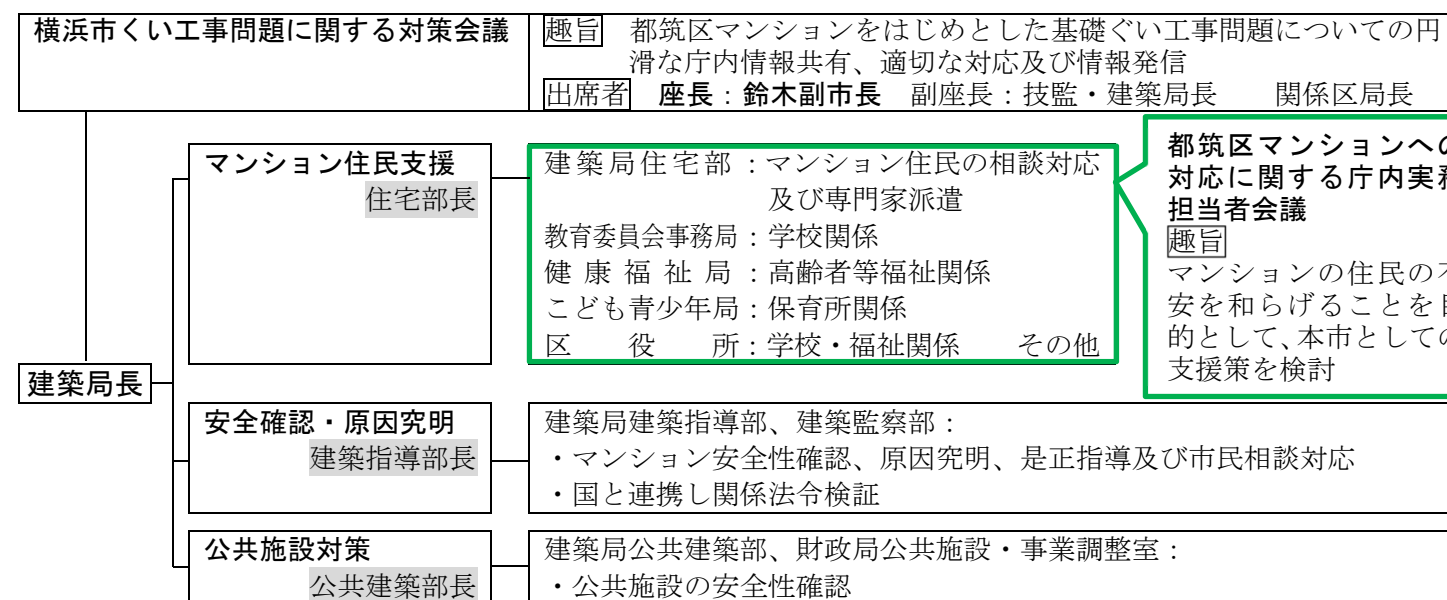 横浜市くい工事問題に関する対策会議
趣旨 都筑区マンションをはじめとした基礎ぐい工事問題についての円
滑な庁内情報共有、適切な対応及び情報発信
出席者 座長：鈴木副市長 副座長：技監・建築局長 関係区局長
建築局長
マンション住民支援
住宅部長
建築局住宅部：マンション住民の相談対応
及び専門家派遣
教育委員会事務局：学校関係
健康福祉局：高齢者等福祉関係
こども青少年局：保育所関係
区役所：学校・福祉関係 その他
都筑区マンションへ
対応に関する庁内実
担当者会議
趣旨
マンションの住民の
安を和らげることを
的として、本市として
支援策を検討
安全確認・原因究明
建築指導部長
建築局建築指導部、建築監察部：
・マンション安全性確認、原因究明、是正指導及び市民相談対応
・国と連携し関係法令検証
公共施設対策
公共建築部長
建築局公共建築部、財政局公共施設・事業調整室：
・公共施設の安全性確認